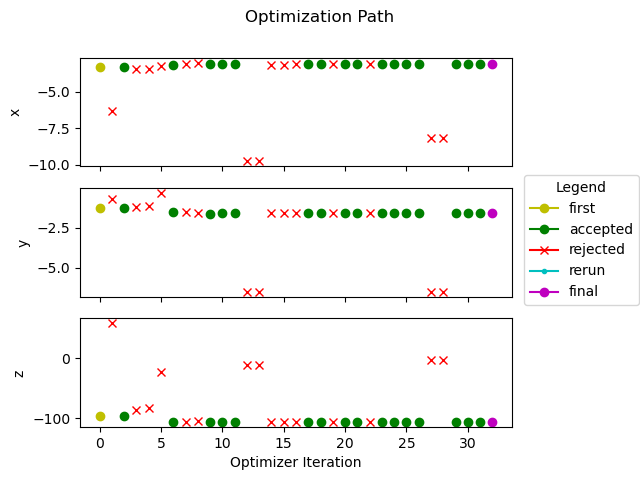 Optimization Path
−5.0
−7.5
−10.0
x
−2.5
−5.0
y
0
−100
z
0 5 10 15 20 25 30
Optimizer Iteration
Legend
first
accepted
rejected
rerun
final